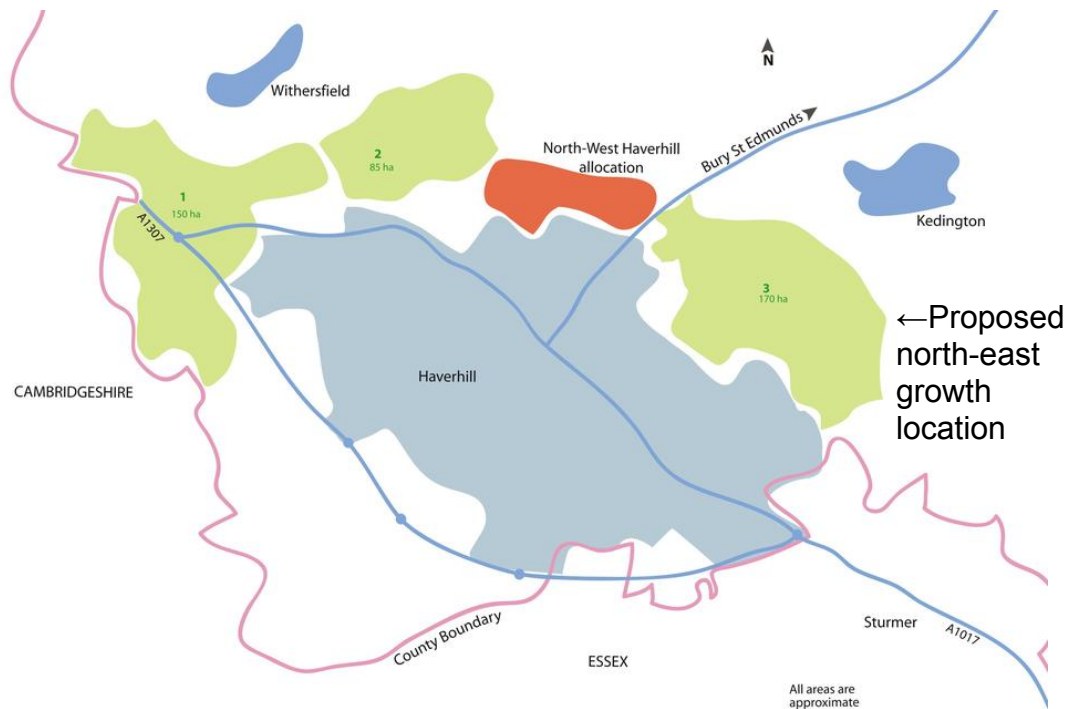 Withersfield
N
2
85 ha
North-West Haverhill
allocation
Bury St Edmunds
Kedington
1
150 ha
A1307
3
170 ha
←Proposed
north-east
growth
location
Haverhill
CAMBRIDGESHIRE
County Boundary
Sturmer
A1017
ESSEX
All areas are
approximate